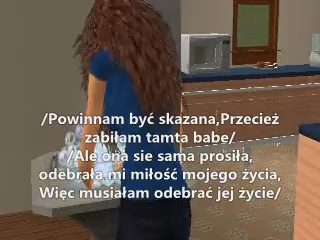 /Powinnam być skazana,Przecież
zabiłam tamta babe/
/Ale ona sie sama prosiła,
odebrała mi miłość mojego życia,
Więc musiałam odebrać jej życie/